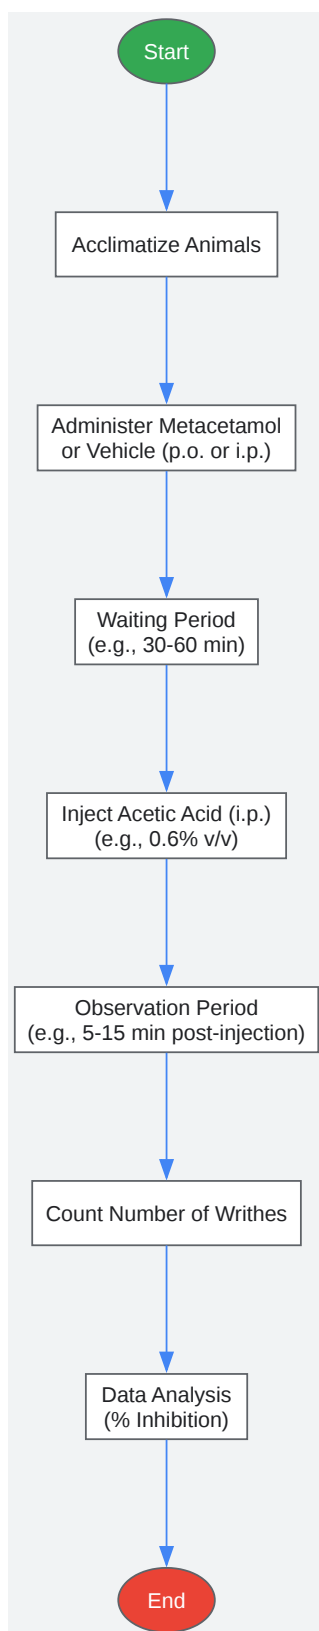 Start
Acclimatize Animals
Administer Metacetamol
or Vehicle (p.o. or i.p.)
Waiting Period
(e.g., 30-60 min)
Inject Acetic Acid (i.p.)
(e.g., 0.6% v/v)
Observation Period
(e.g., 5-15 min post-injection)
Count Number of Writhes
Data Analysis
(% Inhibition)
End